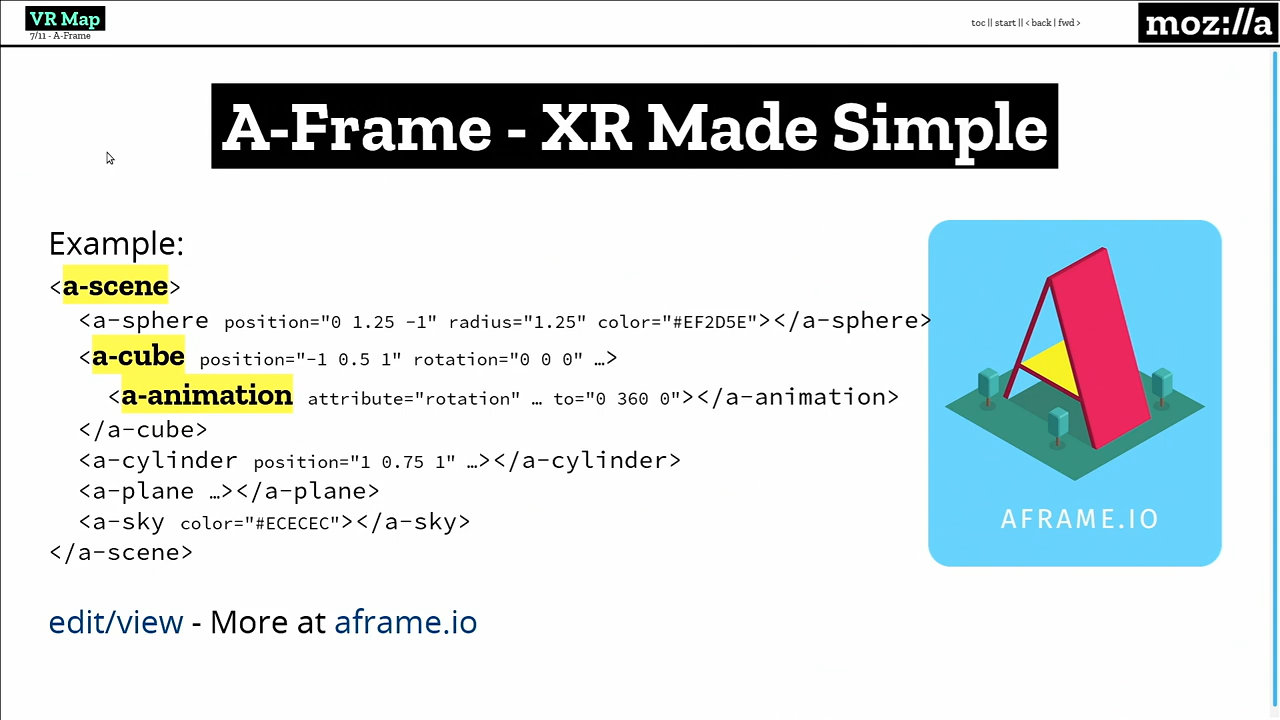 VR Map
7/11 - A-Frame
toc || start || < back | fwd >
moz://a
A-Frame - XR Made Simple
Example:
<a-scene>
<a-sphere position="0 1.25 -1" radius="1.25" color="#EF2D5E"></a-sphere>
<a-cube position="-1 0.5 1" rotation="0 0 0" …>
<a-animation attribute="rotation" … to="0 360 0"></a-animation>
</a-cube>
<a-cylinder position="1 0.75 1" …></a-cylinder>
<a-plane …></a-plane>
<a-sky color="#ECECEC"></a-sky>
</a-scene>
AFRAME.IO
edit/view - More at aframe.io